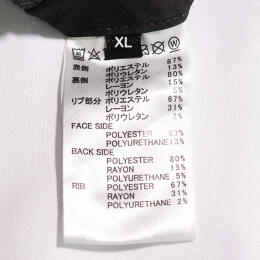 XL
表側 ポリエステル 87%
ポリウレタン 13%
裏側 ポリエステル 80%
レーヨン 15%
ポリウレタン 5%
リブ部分 ポリエステル 67%
レーヨン 31%
ポリウレタン 2%
FACE SIDE
POLYESTER 87%
POLYURETHANE 13%
BACK SIDE
POLYESTER 80%
RAYON 15%
POLYURETHANE 5%
RIB POLYESTER 67%
RAYON 31%
POLYURETHANE 2%